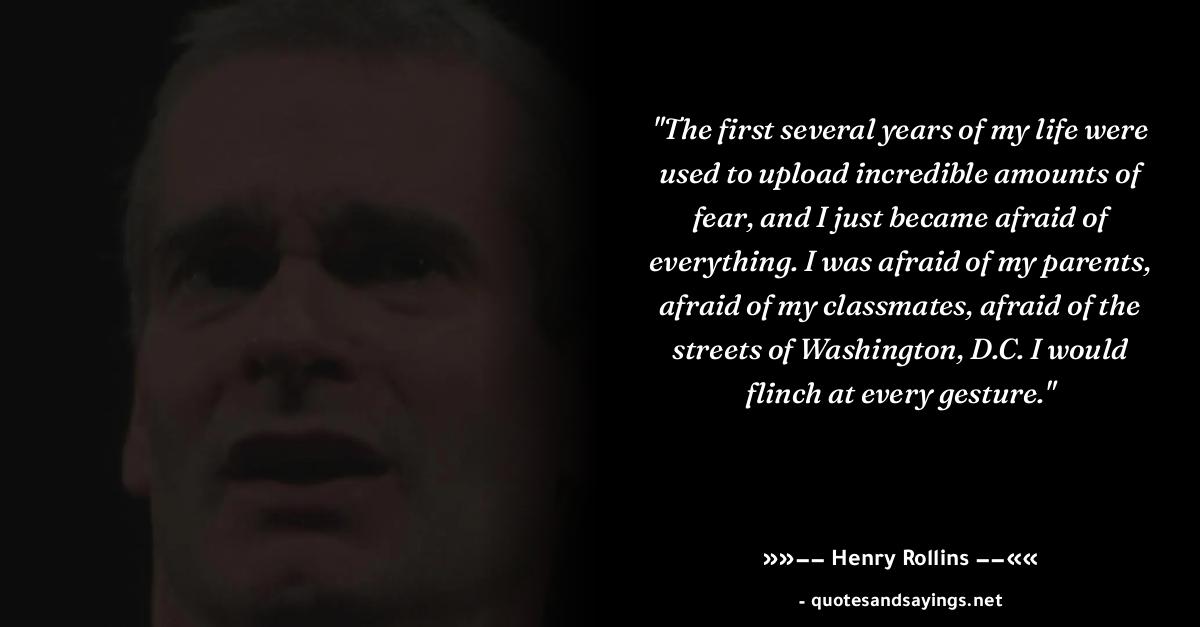 "The first several years of my life were
used to upload incredible amounts of
fear, and I just became afraid of
everything. I was afraid of my parents,
afraid of my classmates, afraid of the
streets of Washington, D.C. I would
flinch at every gesture."
»»−− Henry Rollins −−««
- quotesandsayings.net